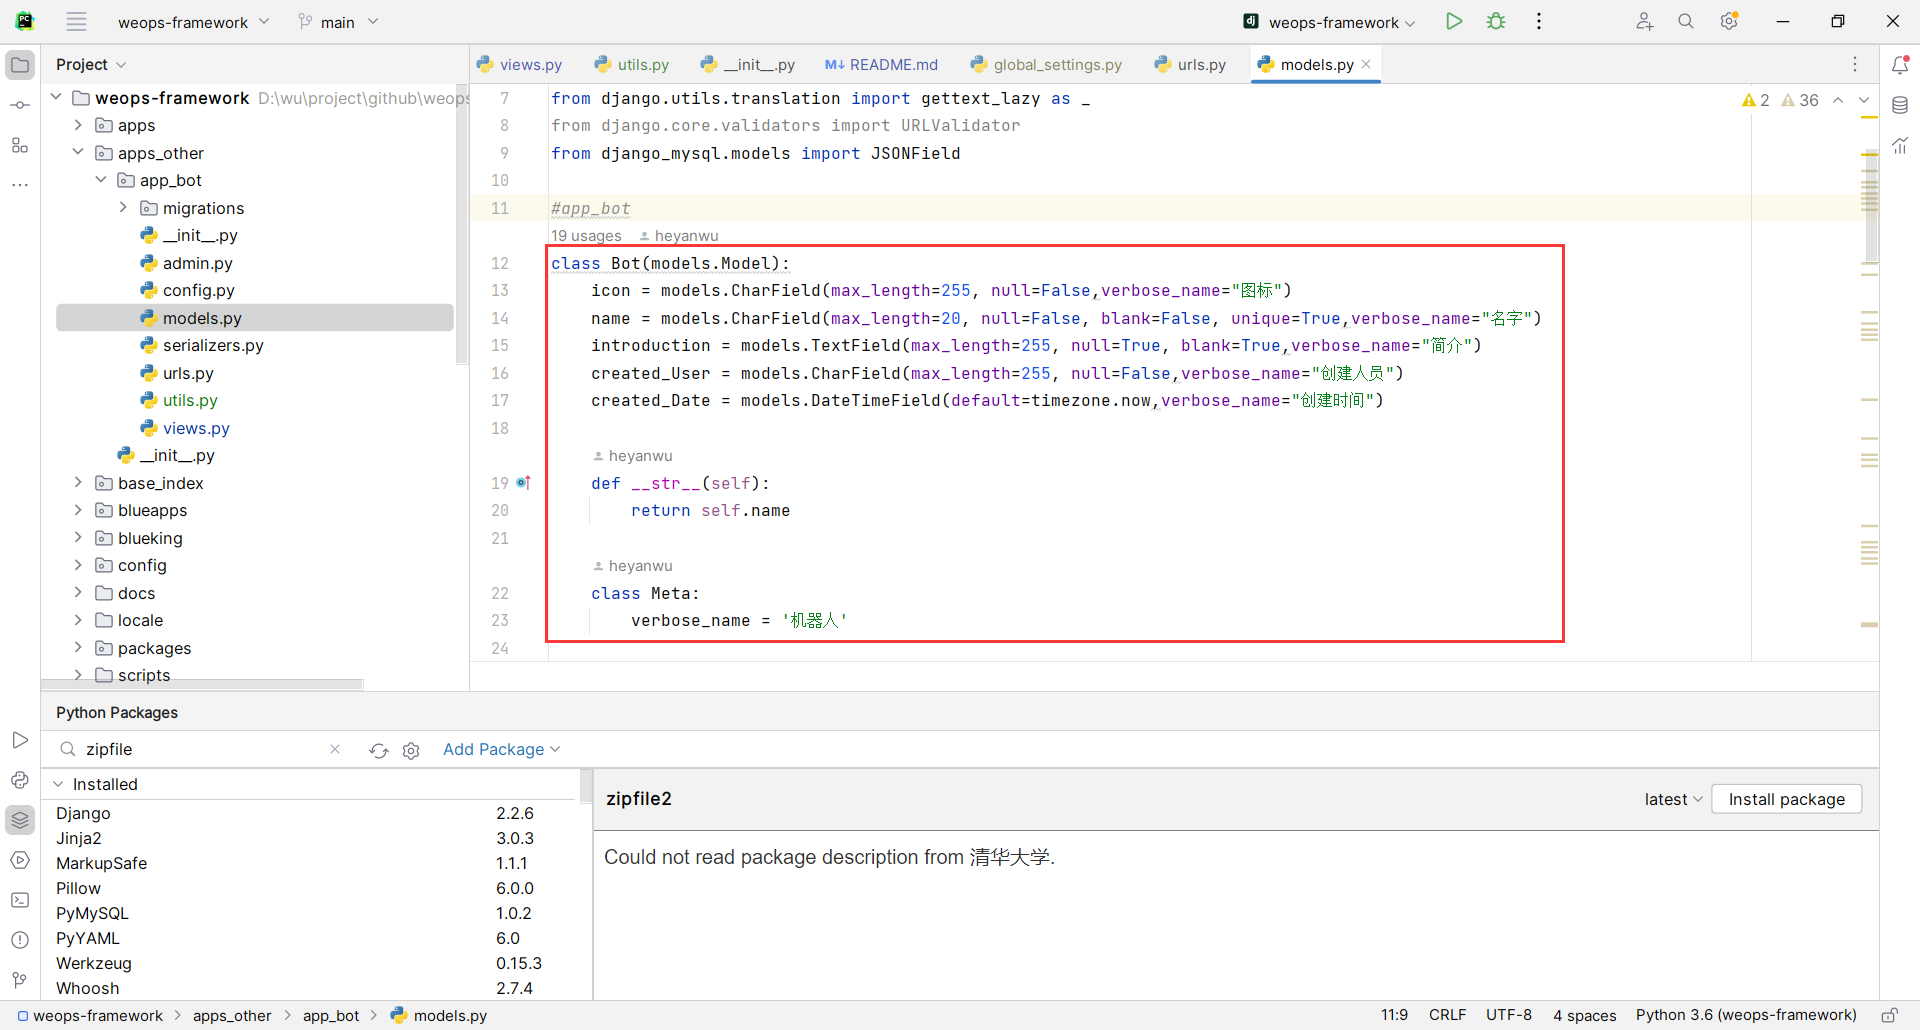 weops-framework
main
weops-framework
Project
views.py
utils.py
__init__.py
README.md
global_settings.py
urls.py
models.py
weops-framework D:\wu\project\github\weops
apps
apps_other
app_bot
migrations
__init__.py
admin.py
config.py
models.py
serializers.py
urls.py
utils.py
views.py
__init__.py
base_index
blueapps
blueking
config
docs
locale
packages
scripts
2 36
7 from django.utils.translation import gettext_lazy as _
8 from django.core.validators import URLValidator
9 from django_mysql.models import JSONField
10
11 #app_bot
19 usages heyanwu
12 class Bot(models.Model):
13 icon = models.CharField(max_length=255, null=False,verbose_name="图标")
14 name = models.CharField(max_length=20, null=False, blank=False, unique=True,verbose_name="名字")
15 introduction = models.TextField(max_length=255, null=True, blank=True,verbose_name="简介")
16 created_User = models.CharField(max_length=255, null=False,verbose_name="创建人员")
17 created_Date = models.DateTimeField(default=timezone.now,verbose_name="创建时间")
18
heyanwu
19 def __str__(self):
20 return self.name
21
heyanwu
22 class Meta:
23 verbose_name = '机器人'
24
Python Packages
zipfile
Add Package
Installed
Django 2.2.6
Jinja2 3.0.3
MarkupSafe 1.1.1
Pillow 6.0.0
PyMySQL 1.0.2
PyYAML 6.0
Werkzeug 0.15.3
Whoosh 2.7.4
zipfile2
latest
Install package
Could not read package description from 清华大学.
weops-framework
apps_other
app_bot
models.py
11:9 CRLF UTF-8 4 spaces Python 3.6 (weops-framework)